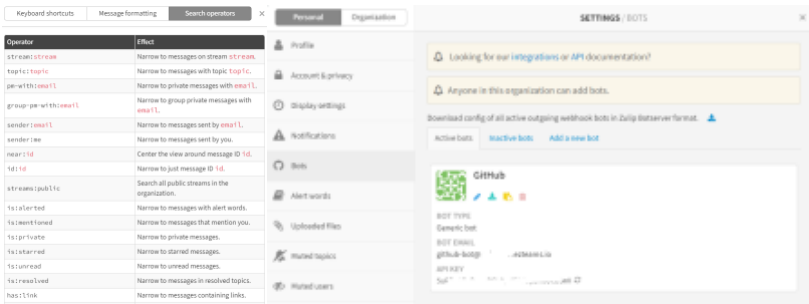 Keyboard shortcuts
Message formatting
Search operators
×
Operator Effect
stream:stream Narrow to messages on stream stream.
topic:topic Narrow to messages with topic topic.
pm-with:email Narrow to private messages with email.
group-pm-with:email Narrow to group private messages with
email.
sender:email Narrow to messages sent by email.
sender:me Narrow to messages sent by you.
near:id Center the view around message ID id.
id:id Narrow to just message ID id.
streams:public Search all public streams in the
organization.
is:alerted Narrow to messages with alert words.
is:mentioned Narrow to messages that mention you.
is:private Narrow to private messages.
is:starred Narrow to starred messages.
is:unread Narrow to unread messages.
is:resolved Narrow to messages in resolved topics.
has:link Narrow to messages containing links.
Personal
Organization
Profile
Account & privacy
Display settings
Notifications
Bots
Alert words
Uploaded files
Muted topics
Muted users
SETTINGS / BOTS
×
Looking for our integrations or API documentation?
Anyone in this organization can add bots.
Download config of all active outgoing webhook bots in Zulip Botserver format.
Active bots
Inactive bots
Add a new bot
GitHub
BOT TYPE
Generic bot
BOT EMAIL
API KEY